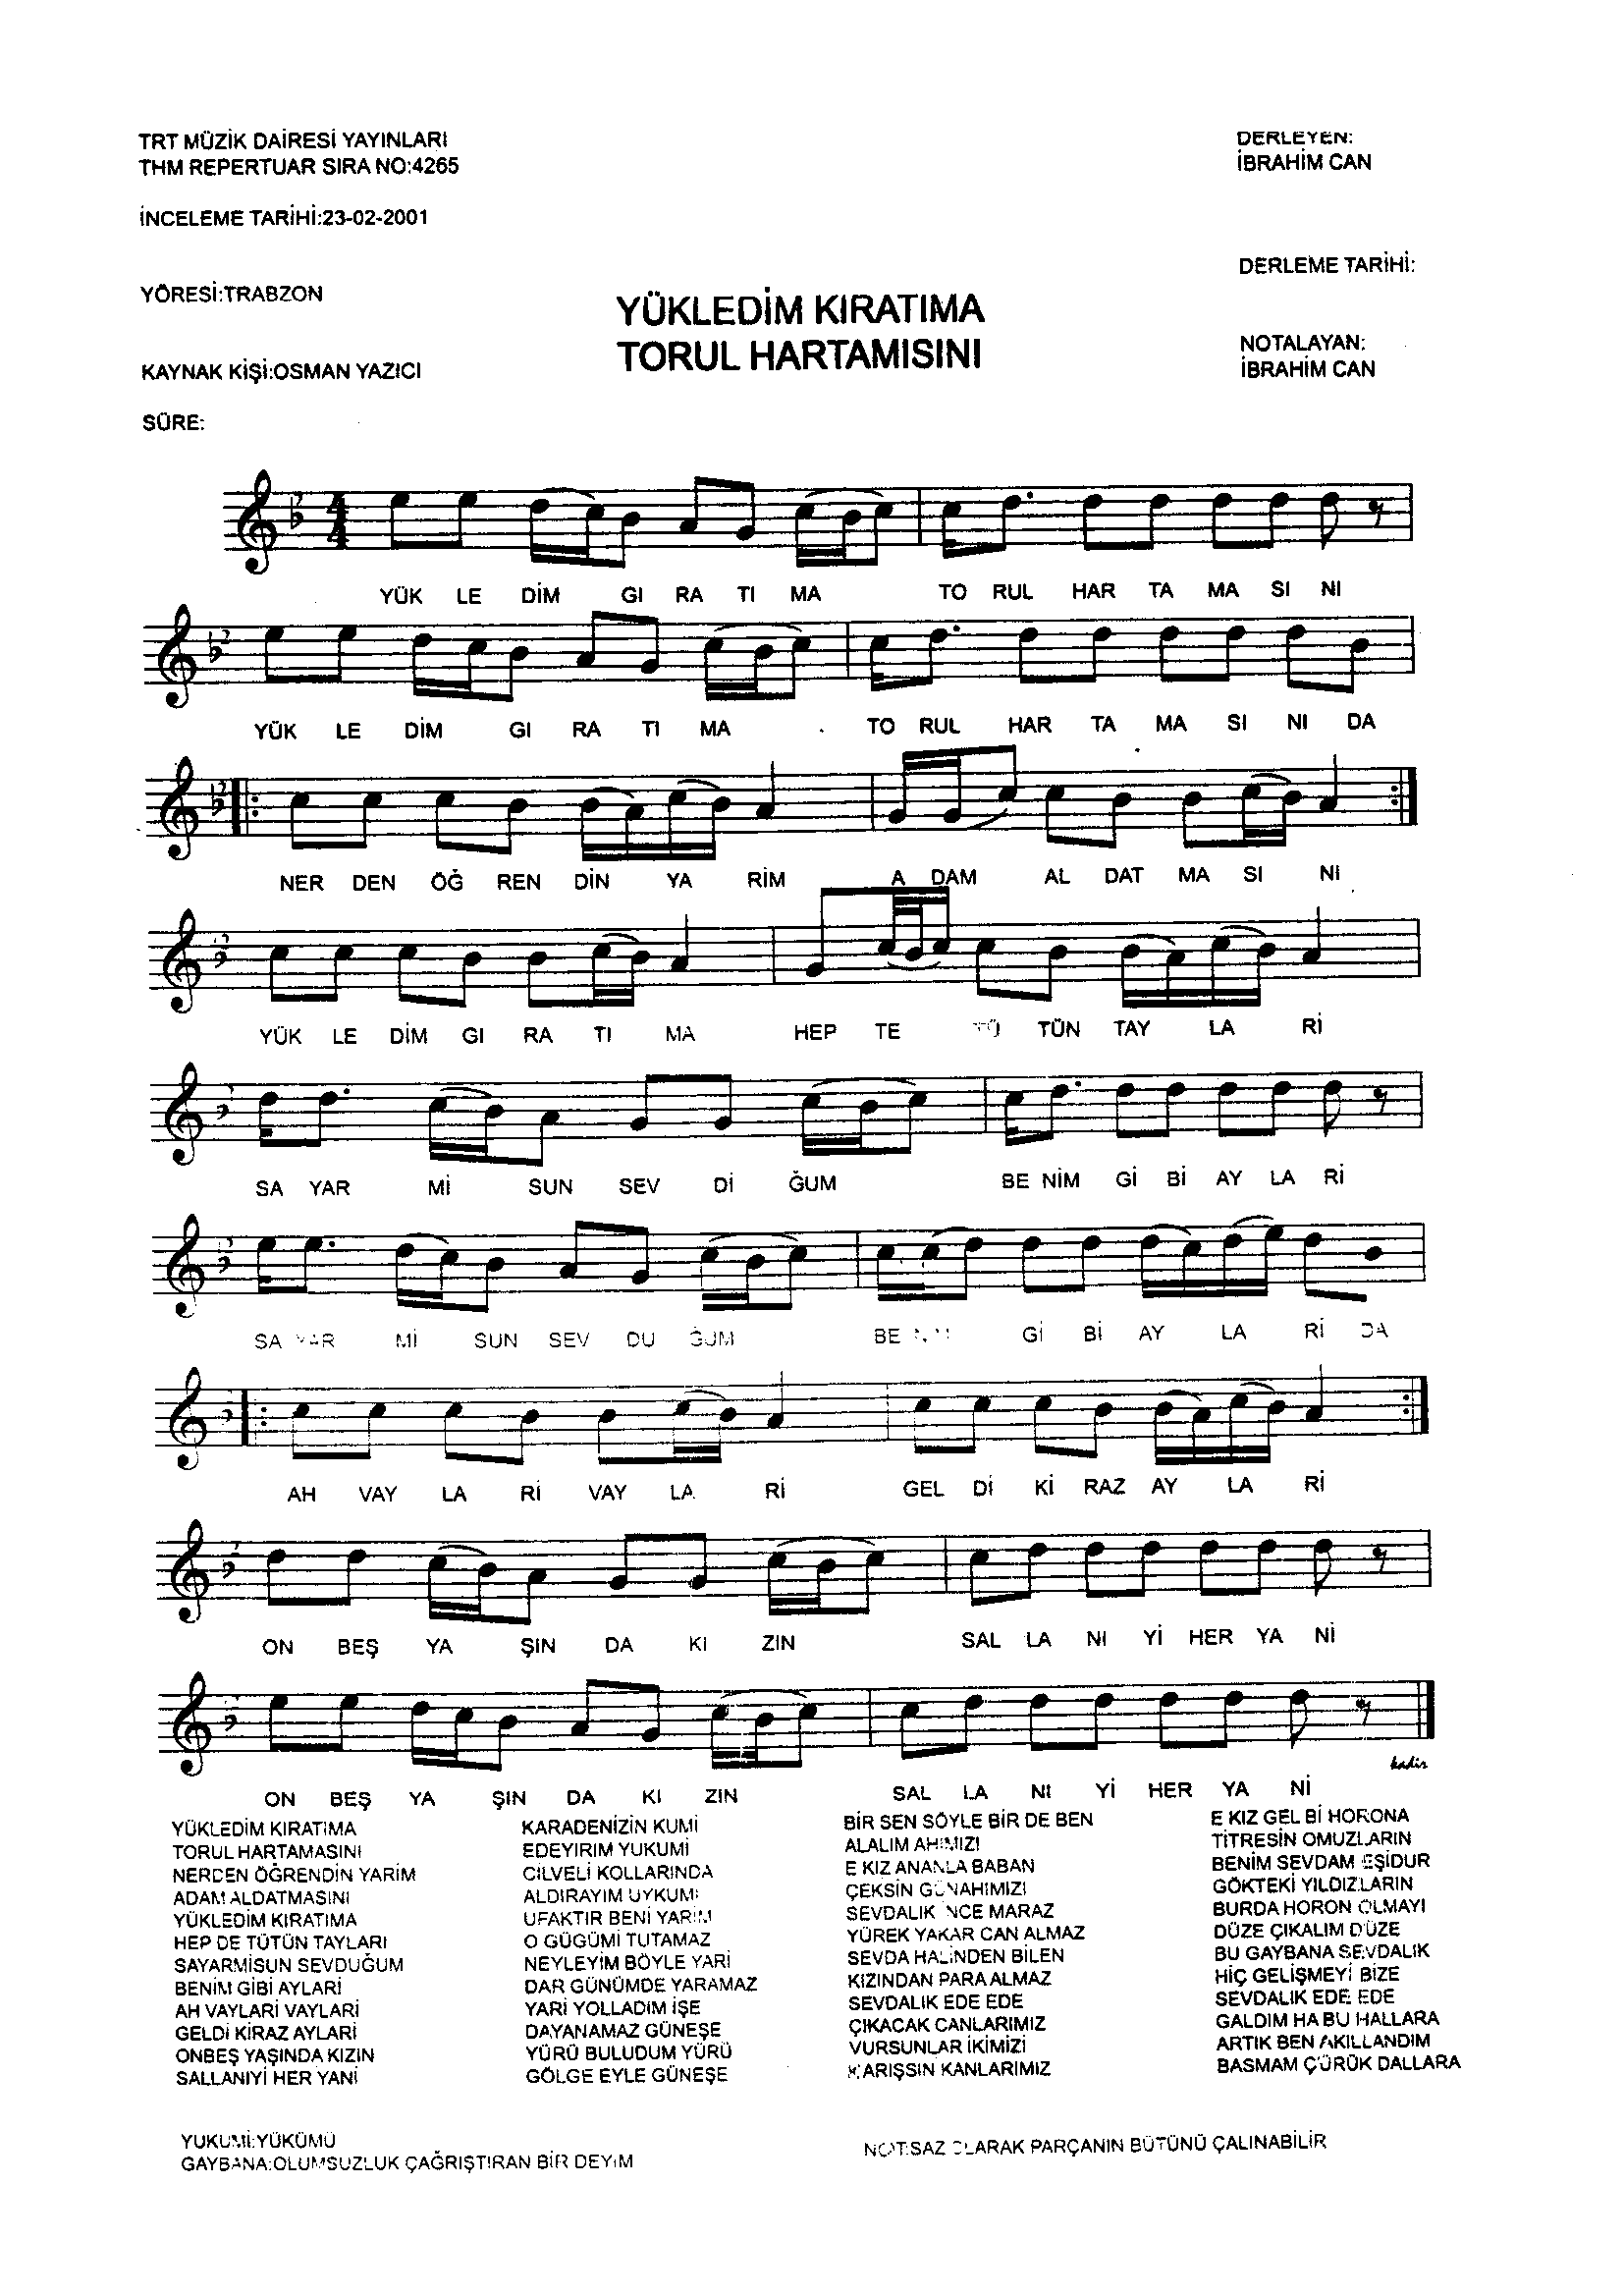 TRT MÜZİK DAİRESİ YAYINLARI
THM REPERTUAR SIRA NO:4265
DERLEYEN:
İBRAHİM CAN
İNCELEME TARİHİ:23-02-2001
DERLEME TARİHİ:
YÖRESİ:TRABZON
YÜKLEDİM KIRATIMA
TORUL HARTAMISINI
NOTALAYAN:
İBRAHİM CAN
KAYNAK KİŞİ:OSMAN YAZICI
SÜRE:
4
4
YÜK LE DİM GI RA TI MA TO RUL HAR TA MA SI NI
YÜK LE DİM GI RA TI MA TO RUL HAR TA MA SI NI DA
NER DEN ÖĞ REN DİN YA RİM A DAM AL DAT MA SI NI
YÜK LE DİM GI RA TI MA HEP TE TÜ TÜN TAY LA Rİ
SA YAR Mİ SUN SEV Dİ ĞUM BE NİM Gİ Bİ AY LA Rİ
SA YAR Mİ SUN SEV DU ĞUM BE Gİ Bİ AY LA Rİ DA
AH VAY LA Rİ VAY LA Rİ GEL Dİ Kİ RAZ AY LA Rİ
ON BEŞ YA ŞIN DA KI ZIN SAL LA NI Yİ HER YA Nİ
ON BEŞ YA ŞIN DA KI ZIN SAL LA NI Yİ HER YA Nİ
kadir
YÜKLEDİM KIRATIMA
TORUL HARTAMASINI
NERDEN ÖĞRENDİN YARİM
ADAM ALDATMASINI
YÜKLEDİM KIRATIMA
HEP DE TÜTÜN TAYLARI
SAYARMİSUN SEVDUĞUM
BENİM GİBİ AYLARİ
AH VAYLARİ VAYLARİ
GELDİ KİRAZ AYLARİ
ONBEŞ YAŞINDA KIZIN
SALLANIYİ HER YANİ
KARADENİZİN KUMİ
EDEYIRIM YUKUMİ
CİLVELİ KOLLARINDA
ALDIRAYIM UYKUMİ
UFAKTIR BENİ YARİM
O GÜGÜMİ TUTAMAZ
NEYLEYİM BÖYLE YARİ
DAR GÜNÜMDE YARAMAZ
YARİ YOLLADIM İŞE
DAYANAMAZ GÜNEŞE
YÜRÜ BULUDUM YÜRÜ
GÖLGE EYLE GÜNEŞE
BİR SEN SÖYLE BİR DE BEN
ALALIM AHIMIZI
E KIZ ANANLA BABAN
ÇEKSİN GÜNAHIMIZI
SEVDALIK İNCE MARAZ
YÜREK YAKAR CAN ALMAZ
SEVDA HALİNDEN BİLEN
KIZINDAN PARA ALMAZ
SEVDALIK EDE EDE
ÇIKACAK CANLARIMIZ
VURSUNLAR İKİMİZİ
KARIŞSIN KANLARIMIZ
E KIZ GEL Bİ HORONA
TİTRESİN OMUZLARIN
BENİM SEVDAM EŞİDUR
GÖKTEKİ YILDIZLARIN
BURDA HORON OLMAYI
DÜZE ÇIKALIM DÜZE
BU GAYBANA SEVDALIK
HİÇ GELİŞMEYİ BİZE
SEVDALIK EDE EDE
GALDIM HA BU HALLARA
ARTIK BEN AKILLANDIM
BASMAM ÇÜRÜK DALLARA
YUKUMİ:YÜKÜMÜ
GAYBANA:OLUMSUZLUK ÇAĞRIŞTIRAN BİR DEYİM
NOT:SAZ OLARAK PARÇANIN BÜTÜNÜ ÇALINABİLİR